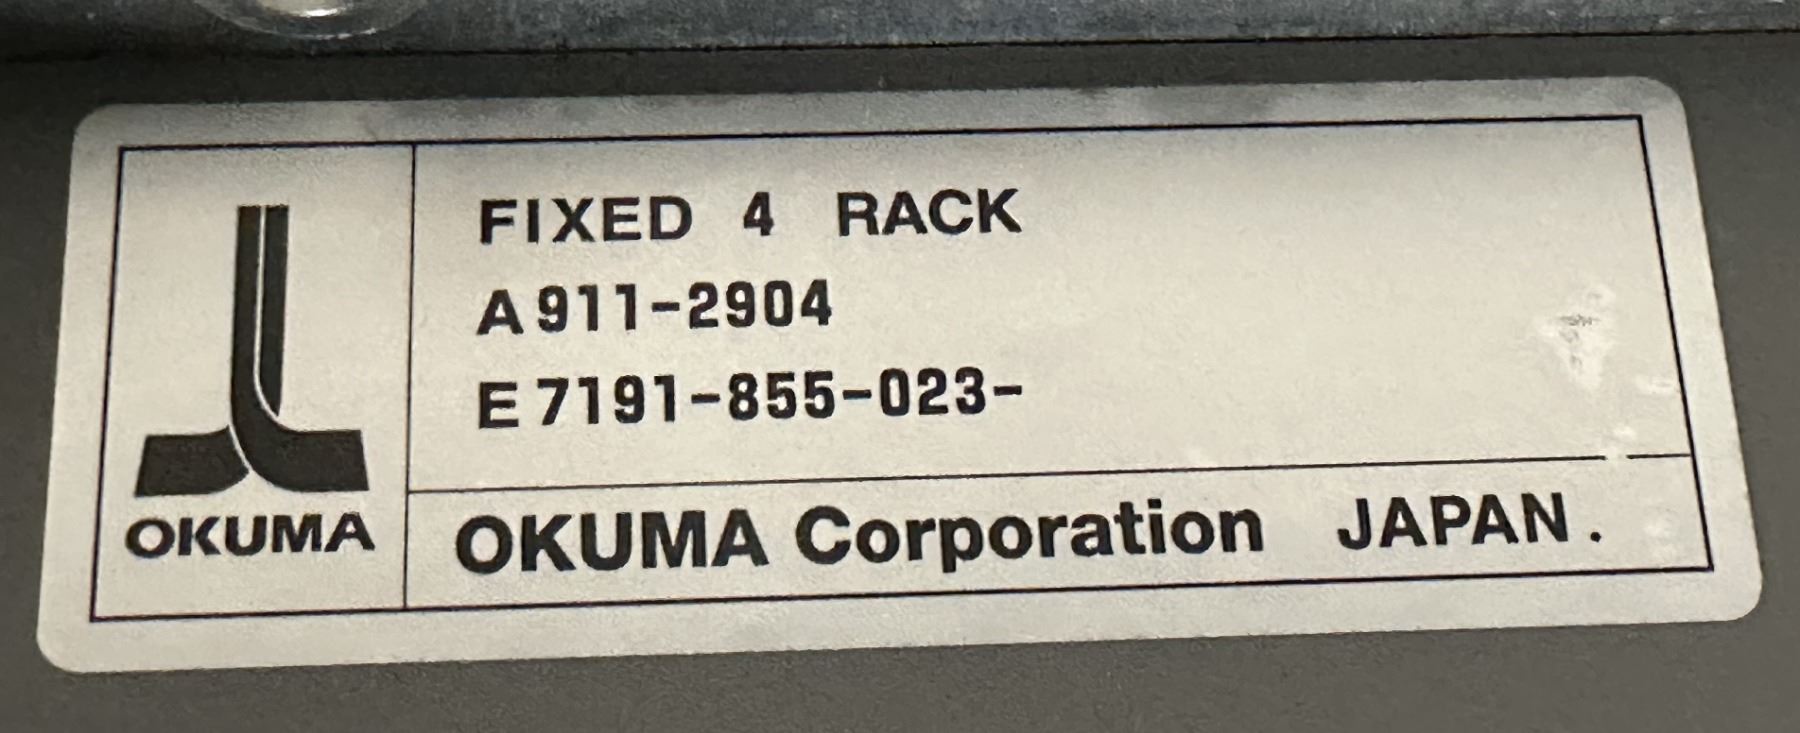 FIXED 4 RACK
A911-2904
E7191-855-023-
OKUMA
OKUMA Corporation JAPAN.